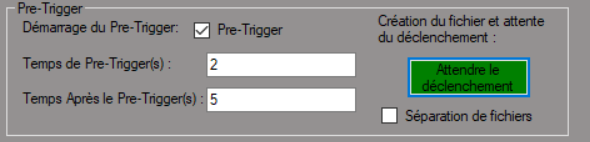 Pre-Trigger
Démarrage du Pre-Trigger:
Pre-Trigger
Temps de Pre-Trigger(s) :
2
Temps Après le Pre-Trigger(s) :
5
Création du fichier et attente
du déclenchement :
Attendre le
déclenchement
Séparation de fichiers